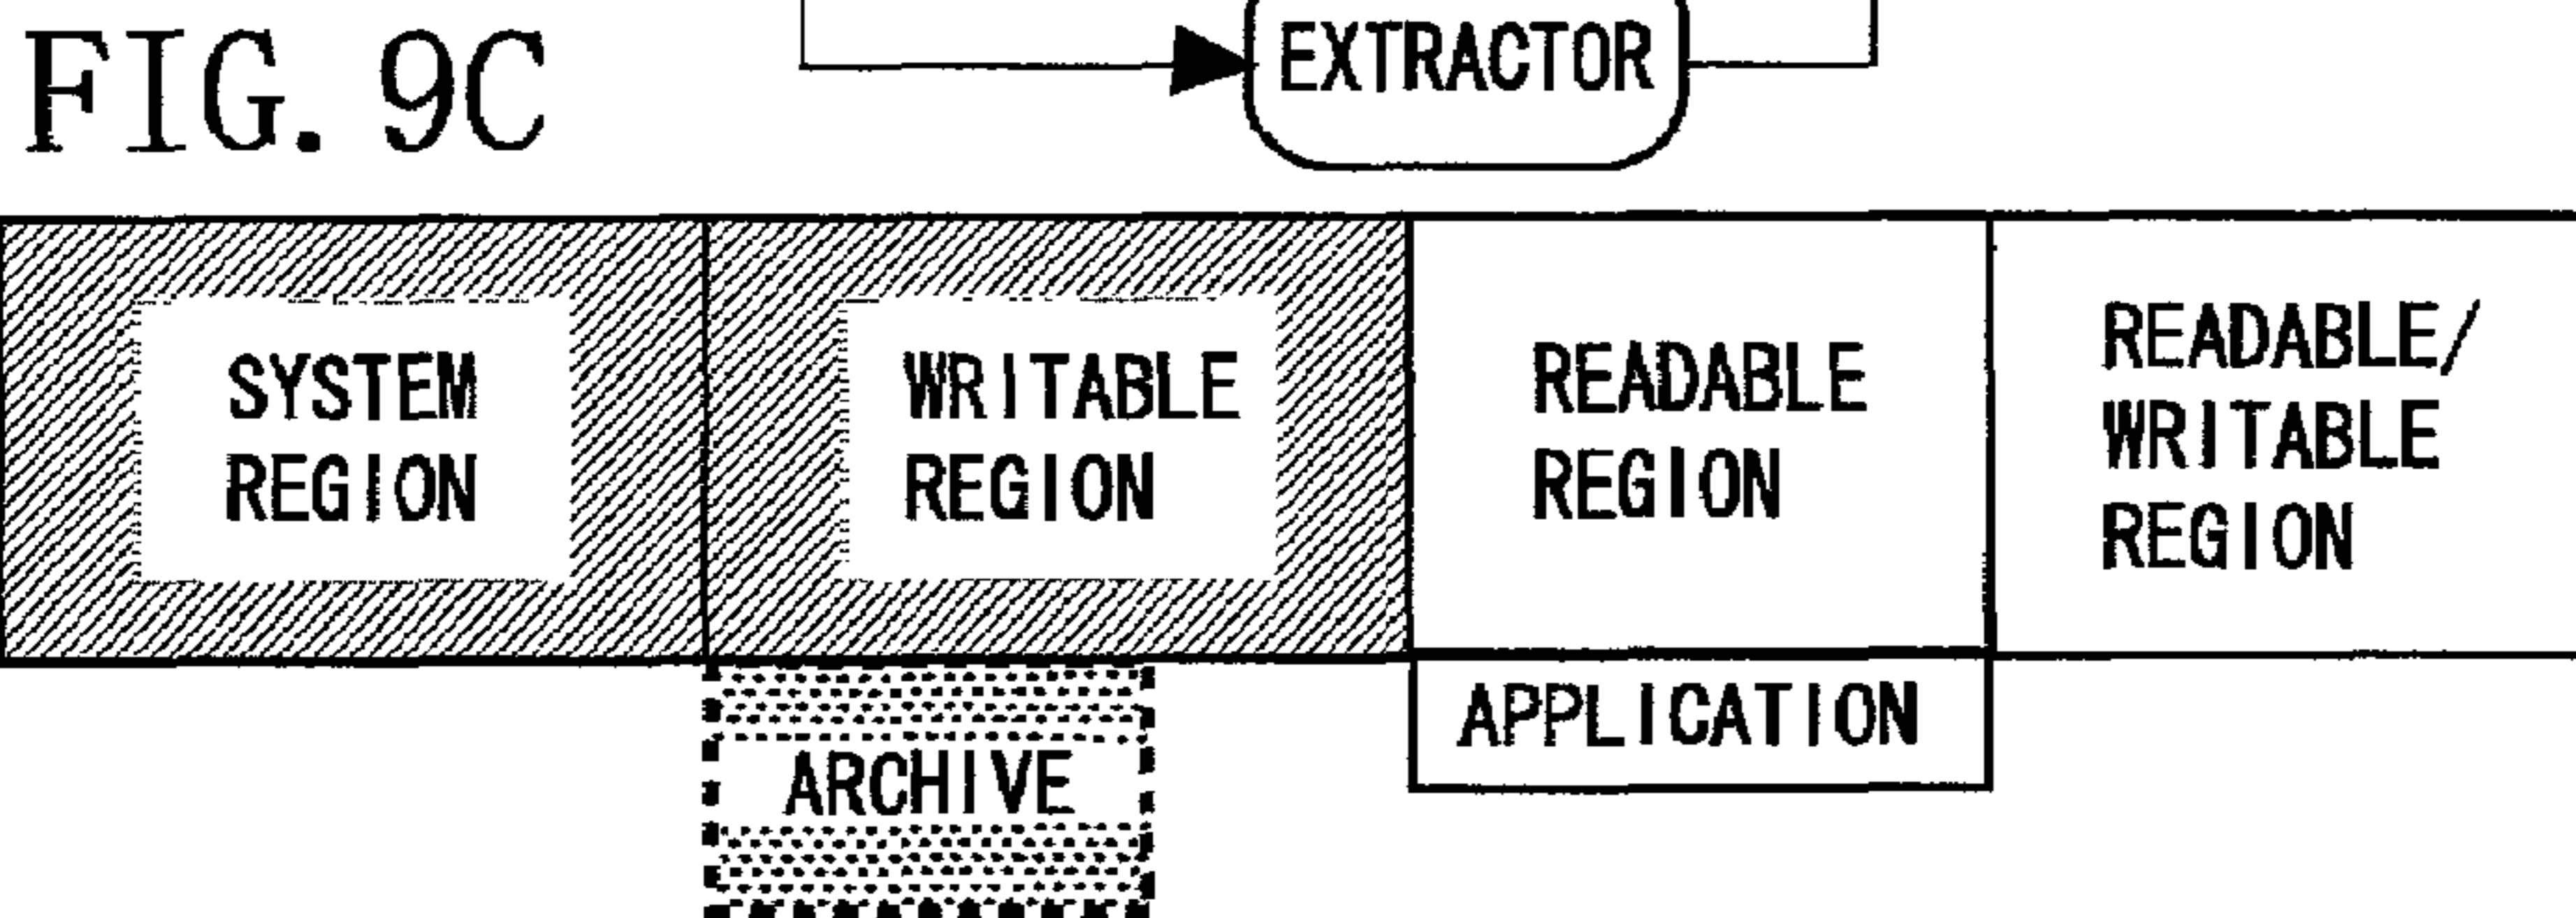 FIG. 9C
EXTRACTOR
SYSTEM
REGION
WRITABLE
REGION
READABLE
REGION
READABLE/
WRITABLE
REGION
APPLICATION
ARCHIVE